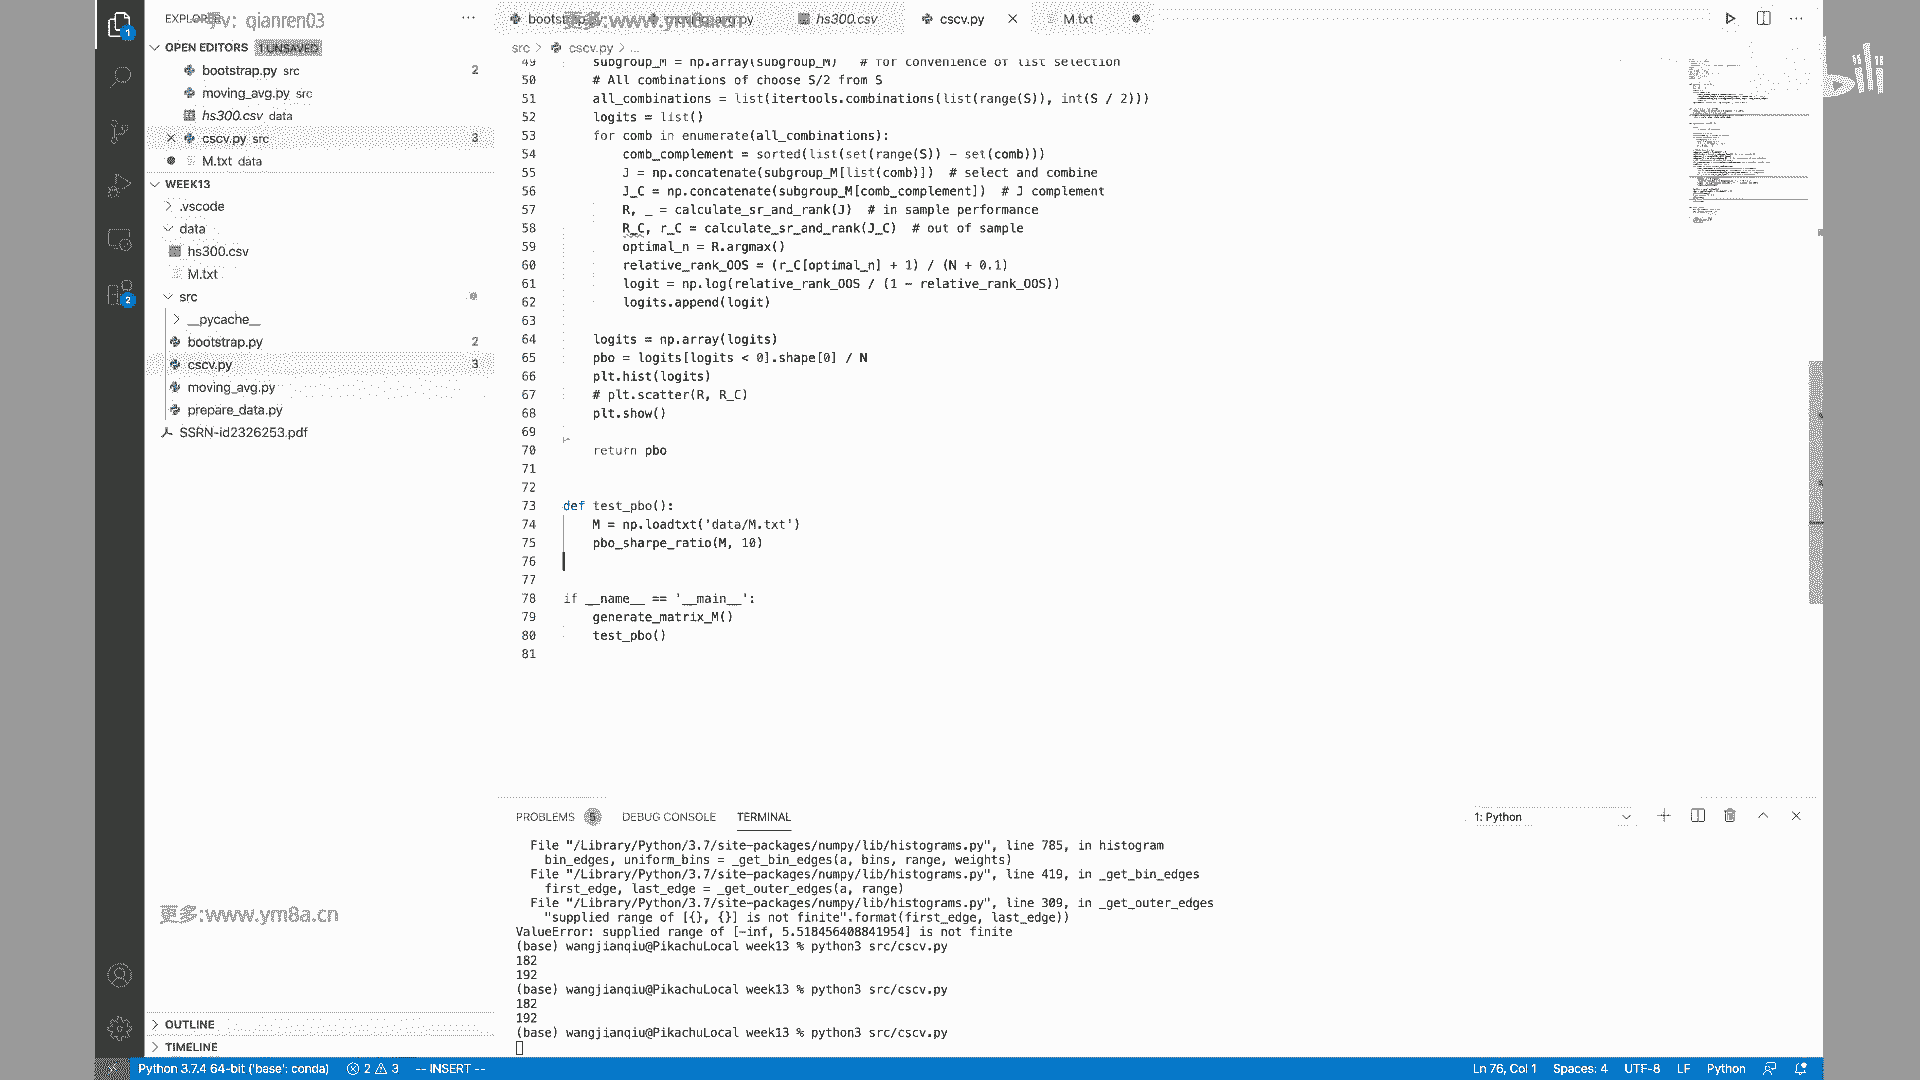 EXPLORER
更v: qianren03
OPEN EDITORS 1 UNSAVED
bootstrap.py src 2
moving_avg.py src
hs300.csv data
cscv.py src 3
M.txt data
WEEK13
.vscode
data
hs300.csv
M.txt
src
__pycache__
bootstrap.py 2
cscv.py 3
moving_avg.py
prepare_data.py
SSRN-id2326253.pdf
更多:www.ym8a.cn
OUTLINE
TIMELINE
bootstrap.py moving_avg.py hs300.csv cscv.py M.txt
更多:www.ym8a.cn
bili
src > cscv.py > ...
49 subgroup_M = np.array(subgroup_M) # for convenience of list selection
50 # All combinations of choose S/2 from S
51 all_combinations = list(itertools.combinations(list(range(S)), int(S / 2)))
52 logits = list()
53 for comb in enumerate(all_combinations):
54 comb_complement = sorted(list(set(range(S)) - set(comb)))
55 J = np.concatenate(subgroup_M[list(comb)]) # select and combine
56 J_C = np.concatenate(subgroup_M[comb_complement]) # J complement
57 R, _ = calculate_sr_and_rank(J) # in sample performance
58 R_C, r_C = calculate_sr_and_rank(J_C) # out of sample
59 optimal_n = R.argmax()
60 relative_rank_OOS = (r_C[optimal_n] + 1) / (N + 0.1)
61 logit = np.log(relative_rank_OOS / (1 - relative_rank_OOS))
62 logits.append(logit)
63
64 logits = np.array(logits)
65 pbo = logits[logits < 0].shape[0] / N
66 plt.hist(logits)
67 # plt.scatter(R, R_C)
68 plt.show()
69
70 return pbo
71
72
73 def test_pbo():
74 M = np.loadtxt('data/M.txt')
75 pbo_sharpe_ratio(M, 10)
76
77
78 if __name__ == '__main__':
79 generate_matrix_M()
80 test_pbo()
81
PROBLEMS 5 DEBUG CONSOLE TERMINAL 1: Python
File "/Library/Python/3.7/site-packages/numpy/lib/histograms.py", line 785, in histogram
bin_edges, uniform_bins = _get_bin_edges(a, bins, range, weights)
File "/Library/Python/3.7/site-packages/numpy/lib/histograms.py", line 419, in _get_bin_edges
first_edge, last_edge = _get_outer_edges(a, range)
File "/Library/Python/3.7/site-packages/numpy/lib/histograms.py", line 309, in _get_outer_edges
"supplied range of [{}, {}] is not finite".format(first_edge, last_edge))
ValueError: supplied range of [-inf, 5.518456408841954] is not finite
(base) wangjianqiu@PikachuLocal week13 % python3 src/cscv.py
182
192
(base) wangjianqiu@PikachuLocal week13 % python3 src/cscv.py
182
192
(base) wangjianqiu@PikachuLocal week13 % python3 src/cscv.py
Python 3.7.4 64-bit ('base': conda) 2 3 -- INSERT -- Ln 76, Col 1 Spaces: 4 UTF-8 LF Python